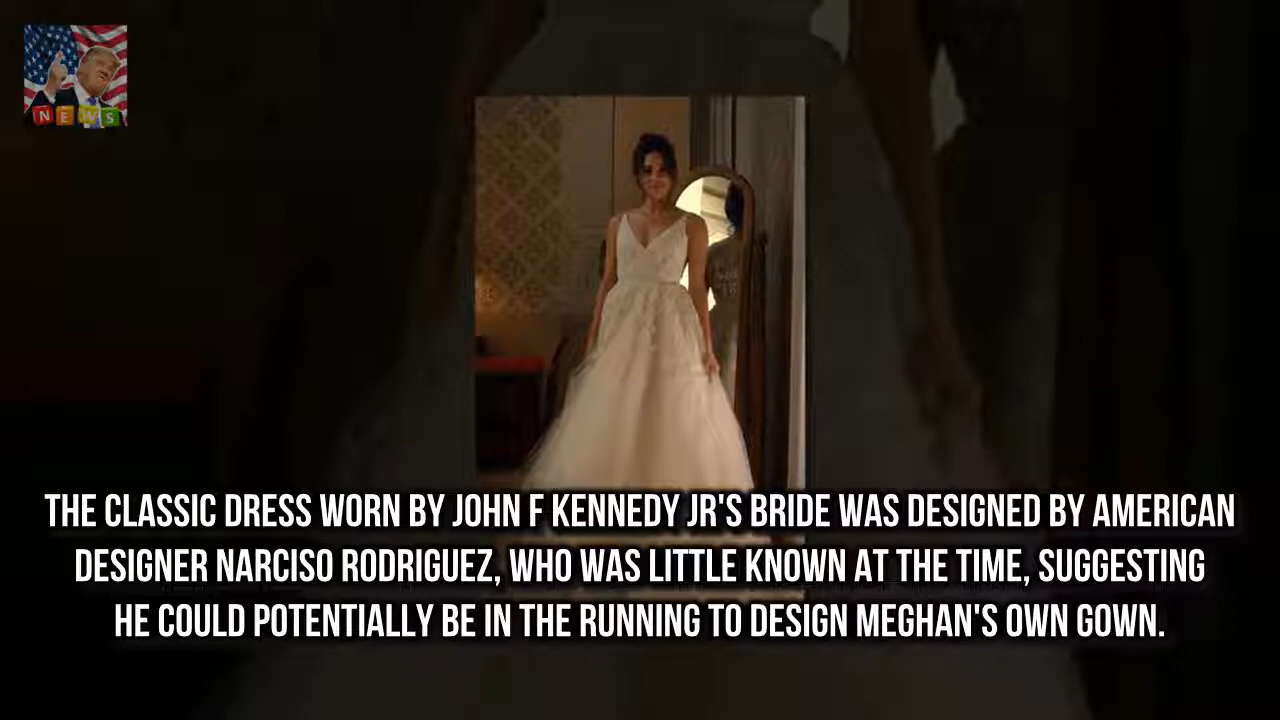 NEWS
THE CLASSIC DRESS WORN BY JOHN F KENNEDY JR'S BRIDE WAS DESIGNED BY AMERICAN
DESIGNER NARCISO RODRIGUEZ, WHO WAS LITTLE KNOWN AT THE TIME, SUGGESTING
HE COULD POTENTIALLY BE IN THE RUNNING TO DESIGN MEGHAN'S OWN GOWN.